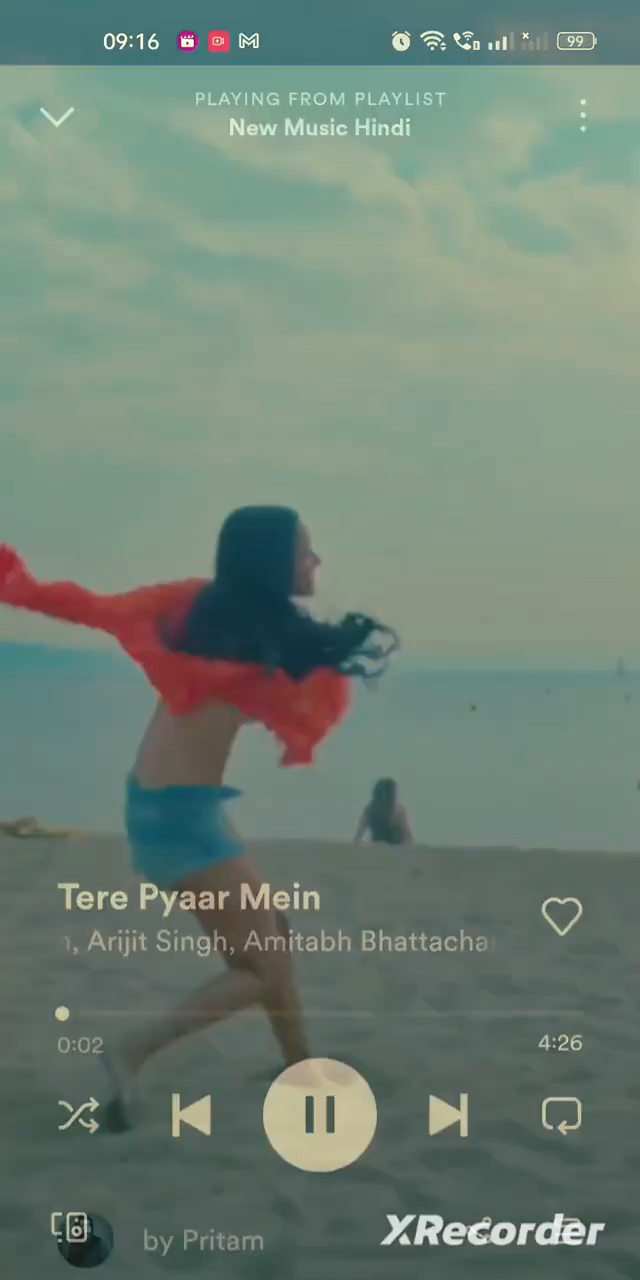 09:16
99
PLAYING FROM PLAYLIST
New Music Hindi
Tere Pyaar Mein
, Arijit Singh, Amitabh Bhattacha
0:02
4:26
by Pritam
XRecorder